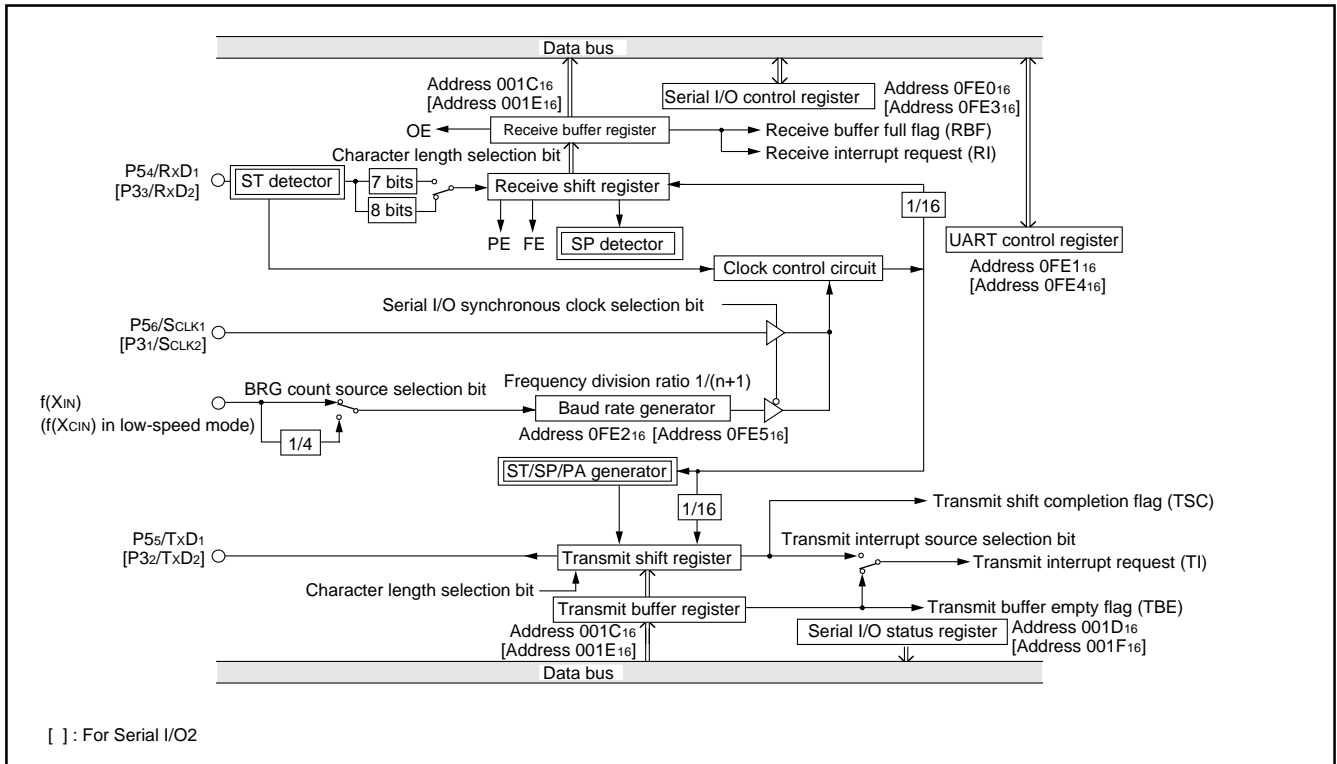 Data bus
Address 001C16
[Address 001E16]
Serial I/O control register
Address 0FE016
[Address 0FE316]
OE
Receive buffer register
Receive buffer full flag (RBF)
Receive interrupt request (RI)
Character length selection bit
P54/RxD1
[P33/RxD2]
ST detector
7 bits
8 bits
Receive shift register
1/16
PE
FE
SP detector
UART control register
Address 0FE116
[Address 0FE416]
Clock control circuit
Serial I/O synchronous clock selection bit
P56/SCLK1
[P31/SCLK2]
BRG count source selection bit
Frequency division ratio 1/(n+1)
f(XIN)
(f(XCIN) in low-speed mode)
1/4
Baud rate generator
Address 0FE216 [Address 0FE516]
ST/SP/PA generator
1/16
Transmit shift completion flag (TSC)
P55/TxD1
[P32/TxD2]
Transmit shift register
Transmit interrupt source selection bit
Transmit interrupt request (TI)
Character length selection bit
Transmit buffer register
Transmit buffer empty flag (TBE)
Address 001C16
[Address 001E16]
Serial I/O status register
Address 001D16
[Address 001F16]
Data bus
[ ] : For Serial I/O2